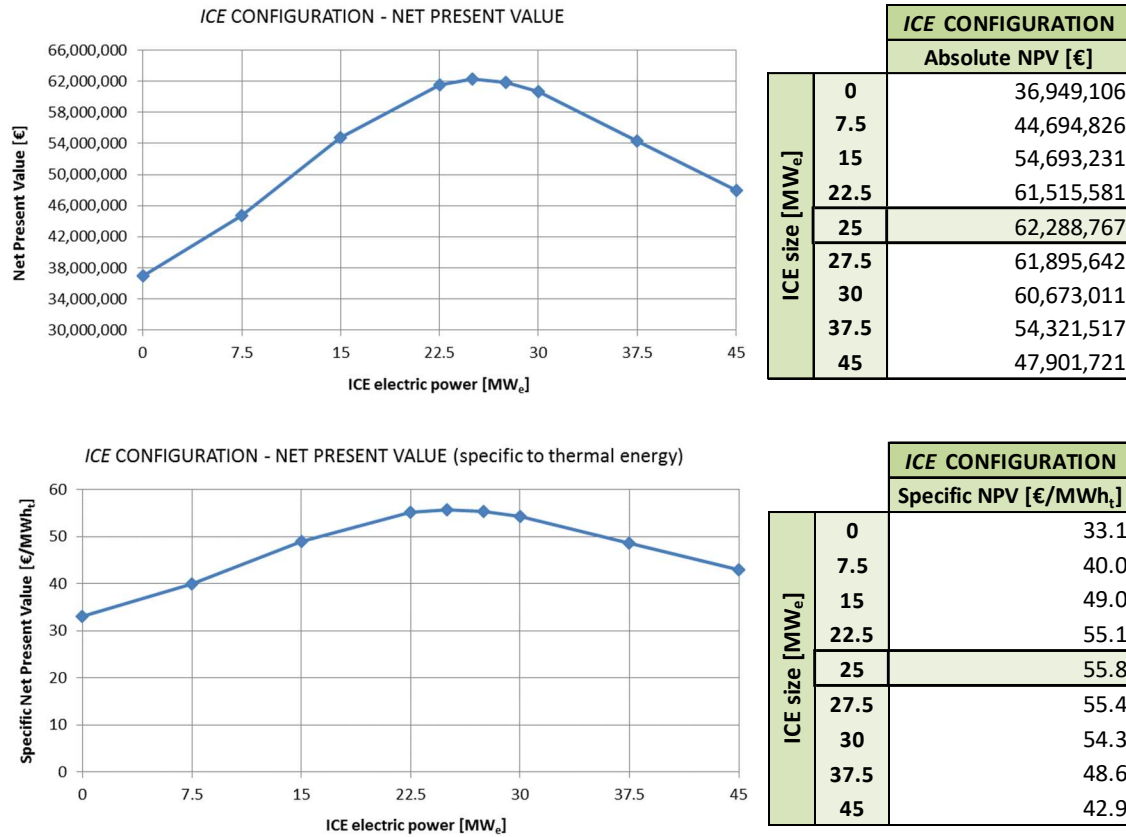 ICE CONFIGURATION - NET PRESENT VALUE
Net Present Value [€]
66,000,000
62,000,000
58,000,000
54,000,000
50,000,000
46,000,000
42,000,000
38,000,000
34,000,000
30,000,000
0 7.5 15 22.5 30 37.5 45
ICE electric power [MWe]
ICE CONFIGURATION
Absolute NPV [€]
ICE size [MWe]
0 36,949,106
7.5 44,694,826
15 54,693,231
22.5 61,515,581
25 62,288,767
27.5 61,895,642
30 60,673,011
37.5 54,321,517
45 47,901,721
ICE CONFIGURATION - NET PRESENT VALUE (specific to thermal energy)
Specific Net Present Value [€/MWht]
60
50
40
30
20
10
0
0 7.5 15 22.5 30 37.5 45
ICE electric power [MWe]
ICE CONFIGURATION
Specific NPV [€/MWht]
ICE size [MWe]
0 33.1
7.5 40.0
15 49.0
22.5 55.1
25 55.8
27.5 55.4
30 54.3
37.5 48.6
45 42.9